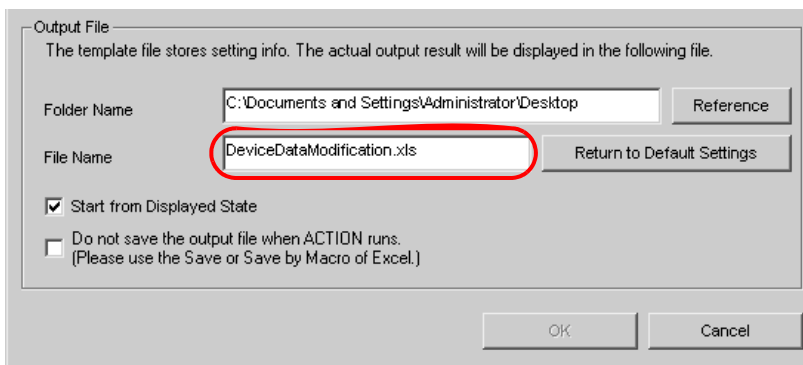 Output File
The template file stores setting info. The actual output result will be displayed in the following file.
Folder Name
C:\Documents and Settings\Administrator\Desktop
Reference
File Name
DeviceDataModification.xls
Return to Default Settings
Start from Displayed State
Do not save the output file when ACTION runs.
(Please use the Save or Save by Macro of Excel.)
OK
Cancel